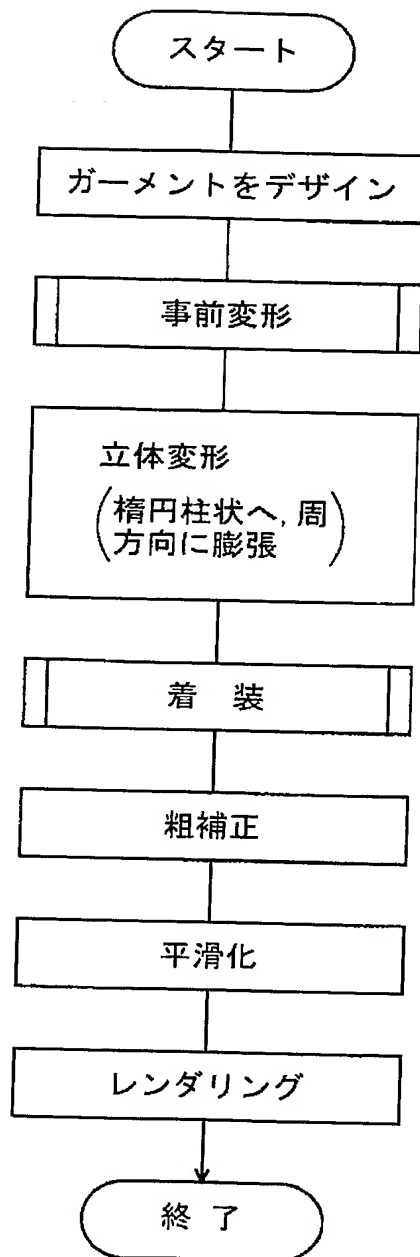 スタート
ガーメントをデザイン
事前変形
立体変形
(楕円柱状へ, 周
方向に膨張)
着 装
粗補正
平滑化
レンダリング
終 了